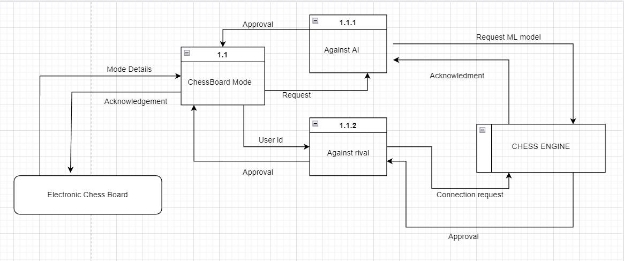 1.1.1
Approval
Request ML model
1.1
Against AI
Mode Details
ChessBoard Mode
Acknowledment
Request
Acknowledgement
1.1.2
User Id
Against rival
CHESS ENGINE
Approval
Electronic Chess Board
Connection request
Approval